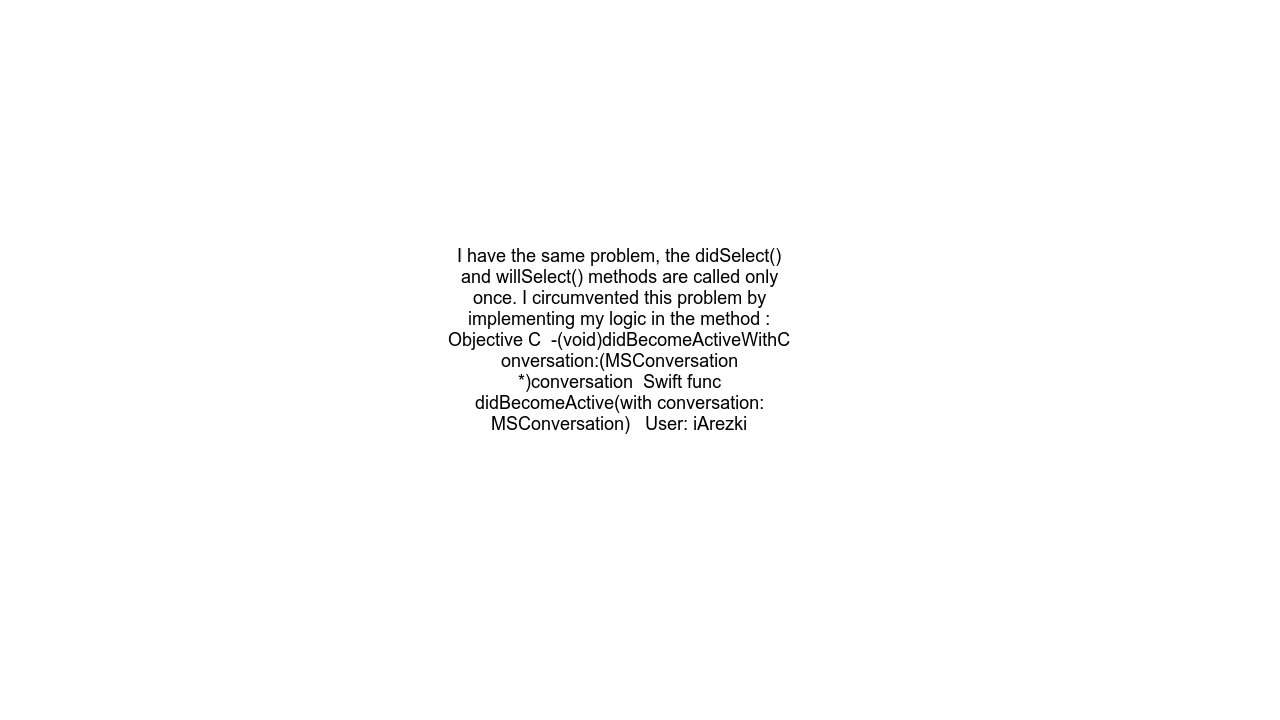 I have the same problem, the didSelect()
and willSelect() methods are called only
once. I circumvented this problem by
implementing my logic in the method :
Objective C  -(void)didBecomeActiveWithC
onversation:(MSConversation
*)conversation  Swift func
didBecomeActive(with conversation:
MSConversation)   User: iArezki